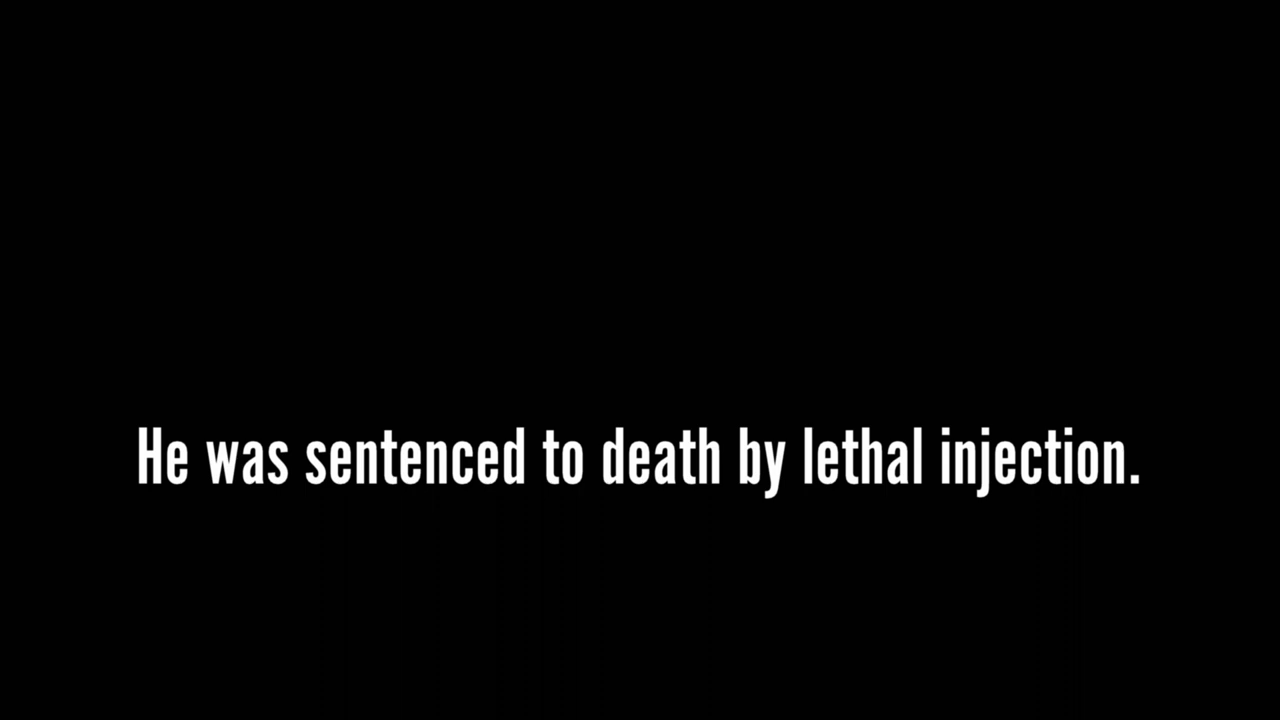 He was sentenced to death by lethal injection.